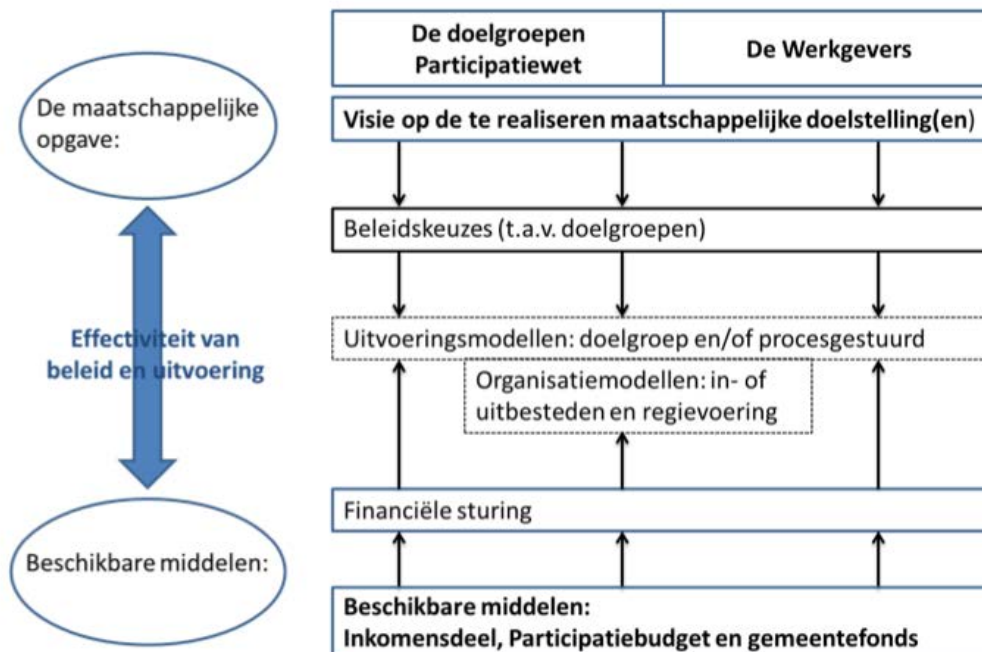 De doelgroepen
Participatiewet
De Werkgevers
De maatschappelijke
opgave:
Visie op de te realiseren maatschappelijke doelstelling(en)
Beleidskeuzes (t.a.v. doelgroepen)
Effectiviteit van
beleid en uitvoering
Uitvoeringsmodellen: doelgroep en/of procesgestuurd
Organisatiemodellen: in- of
uitbesteden en regievoering
Financiële sturing
Beschikbare middelen:
Beschikbare middelen:
Inkomensdeel, Participatiebudget en gemeentefonds